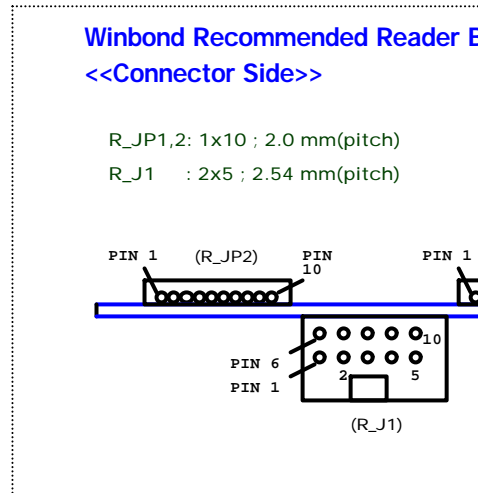 Winbond Recommended Reader
<<Connector Side>>
R_JP1,2: 1x10 ; 2.0 mm(pitch)
R_J1 : 2x5 ; 2.54 mm(pitch)
PIN 1 (R_JP2) PIN 10 PIN 1
10
PIN 6
2 5
PIN 1
(R_J1)